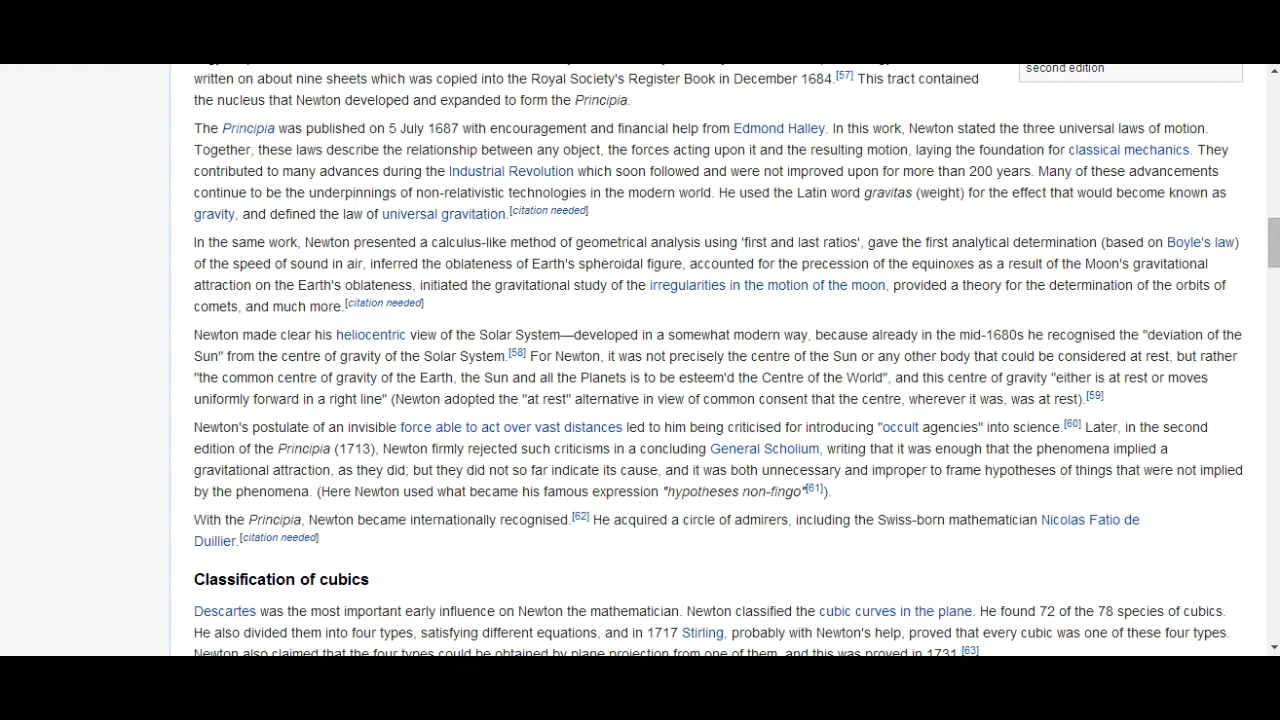 second edition
written on about nine sheets which was copied into the Royal Society's Register Book in December 1684.[57] This tract contained
the nucleus that Newton developed and expanded to form the Principia.
The Principia was published on 5 July 1687 with encouragement and financial help from Edmond Halley. In this work, Newton stated the three universal laws of motion.
Together, these laws describe the relationship between any object, the forces acting upon it and the resulting motion, laying the foundation for classical mechanics. They
contributed to many advances during the Industrial Revolution which soon followed and were not improved upon for more than 200 years. Many of these advancements
continue to be the underpinnings of non-relativistic technologies in the modern world. He used the Latin word gravitas (weight) for the effect that would become known as
gravity, and defined the law of universal gravitation.[citation needed]
In the same work, Newton presented a calculus-like method of geometrical analysis using 'first and last ratios', gave the first analytical determination (based on Boyle's law)
of the speed of sound in air, inferred the oblateness of Earth's spheroidal figure, accounted for the precession of the equinoxes as a result of the Moon's gravitational
attraction on the Earth's oblateness, initiated the gravitational study of the irregularities in the motion of the moon, provided a theory for the determination of the orbits of
comets, and much more.[citation needed]
Newton made clear his heliocentric view of the Solar System—developed in a somewhat modern way, because already in the mid-1680s he recognised the "deviation of the
Sun" from the centre of gravity of the Solar System.[58] For Newton, it was not precisely the centre of the Sun or any other body that could be considered at rest, but rather
"the common centre of gravity of the Earth, the Sun and all the Planets is to be esteem'd the Centre of the World", and this centre of gravity "either is at rest or moves
uniformly forward in a right line" (Newton adopted the "at rest" alternative in view of common consent that the centre, wherever it was, was at rest).[59]
Newton's postulate of an invisible force able to act over vast distances led to him being criticised for introducing "occult agencies" into science.[60] Later, in the second
edition of the Principia (1713), Newton firmly rejected such criticisms in a concluding General Scholium, writing that it was enough that the phenomena implied a
gravitational attraction, as they did; but they did not so far indicate its cause, and it was both unnecessary and improper to frame hypotheses of things that were not implied
by the phenomena. (Here Newton used what became his famous expression "hypotheses non-fingo"[61]).
With the Principia, Newton became internationally recognised.[62] He acquired a circle of admirers, including the Swiss-born mathematician Nicolas Fatio de
Duillier.[citation needed]
Classification of cubics
Descartes was the most important early influence on Newton the mathematician. Newton classified the cubic curves in the plane. He found 72 of the 78 species of cubics.
He also divided them into four types, satisfying different equations, and in 1717 Stirling, probably with Newton's help, proved that every cubic was one of these four types.
Newton also claimed that the four types could be obtained by plane projection from one of them, and this was proved in 1731.[63]